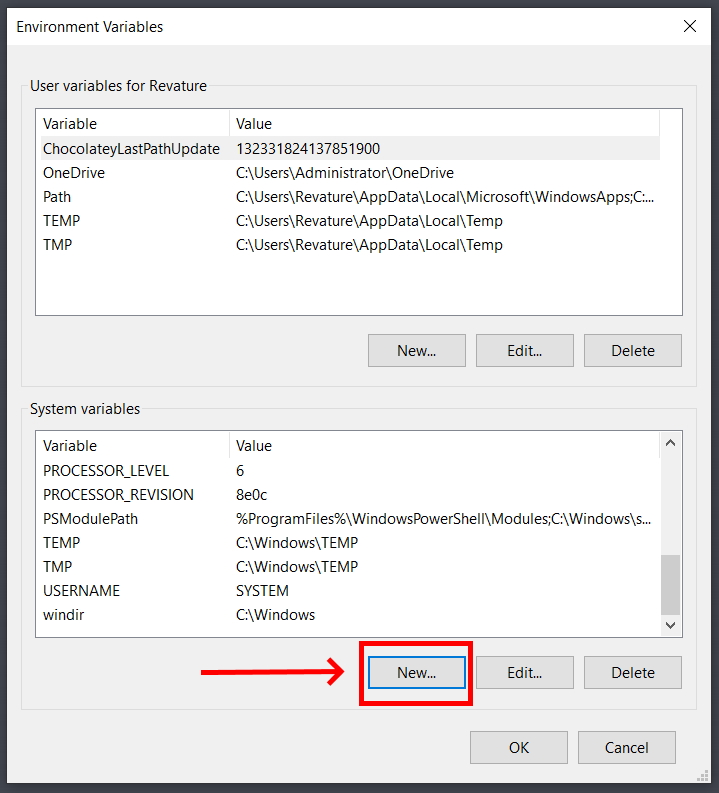 Environment Variables
User variables for Revature
Variable Value
ChocolateyLastPathUpdate 132331824137851900
OneDrive C:\Users\Administrator\OneDrive
Path C:\Users\Revature\AppData\Local\Microsoft\WindowsApps;C:...
TEMP C:\Users\Revature\AppData\Local\Temp
TMP C:\Users\Revature\AppData\Local\Temp
New... Edit... Delete
System variables
Variable Value
PROCESSOR_LEVEL 6
PROCESSOR_REVISION 8e0c
PSModulePath %ProgramFiles%\WindowsPowerShell\Modules;C:\Windows\s...
TEMP C:\Windows\TEMP
TMP C:\Windows\TEMP
USERNAME SYSTEM
windir C:\Windows
New... Edit... Delete
OK Cancel